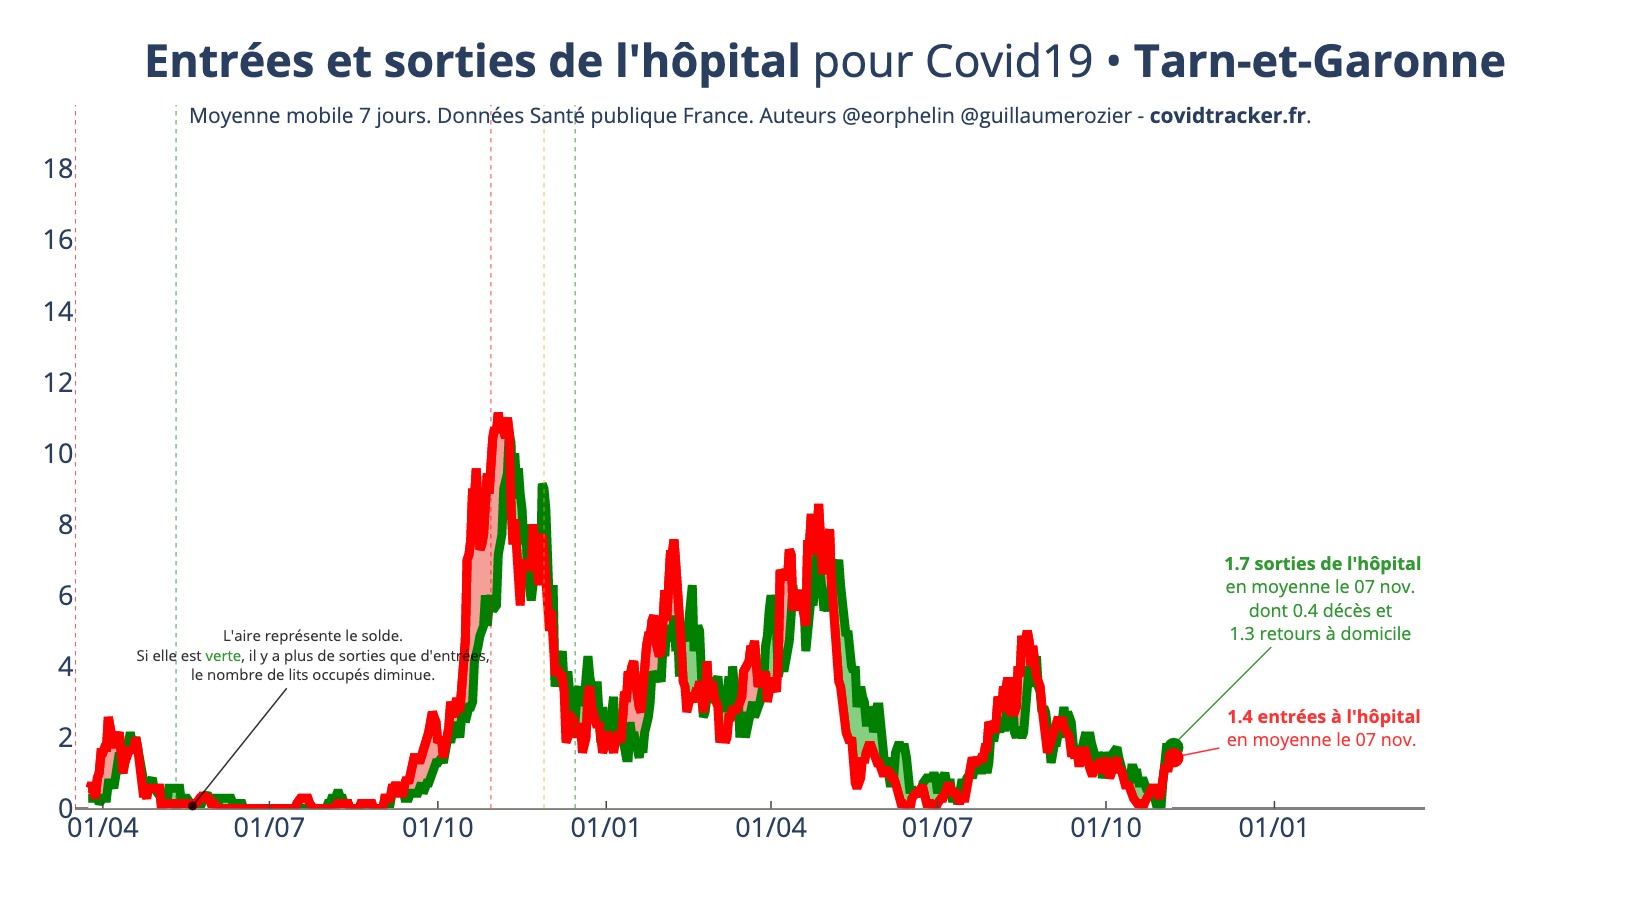 Entrées et sorties de l'hôpital pour Covid19 • Tarn-et-Garonne
Moyenne mobile 7 jours. Données Santé publique France. Auteurs @eorphelin @guillaumerozier - covidtracker.fr.
18
16
14
12
10
8
6
4
2
0
L'aire représente le solde.
Si elle est verte, il y a plus de sorties que d'entrées,
le nombre de lits occupés diminue.
1.7 sorties de l'hôpital
en moyenne le 07 nov.
dont 0.4 décès et
1.3 retours à domicile
1.4 entrées à l'hôpital
en moyenne le 07 nov.
01/04 01/07 01/10 01/01 01/04 01/07 01/10 01/01